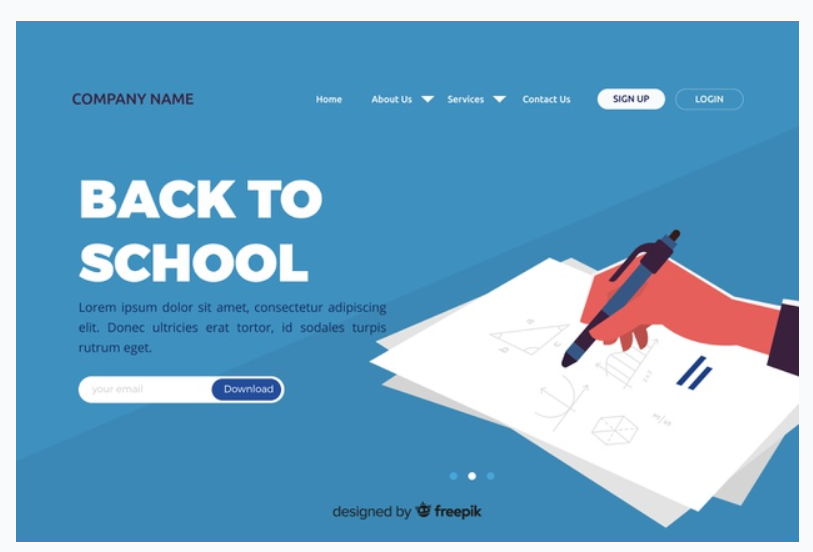 COMPANY NAME
Home About Us Services Contact Us SIGN UP LOGIN
BACK TO
SCHOOL
Lorem ipsum dolor sit amet, consectetur adipiscing
elit. Donec ultricies erat tortor, id sodales turpis
rutrum eget.
your email Download
designed by freepik